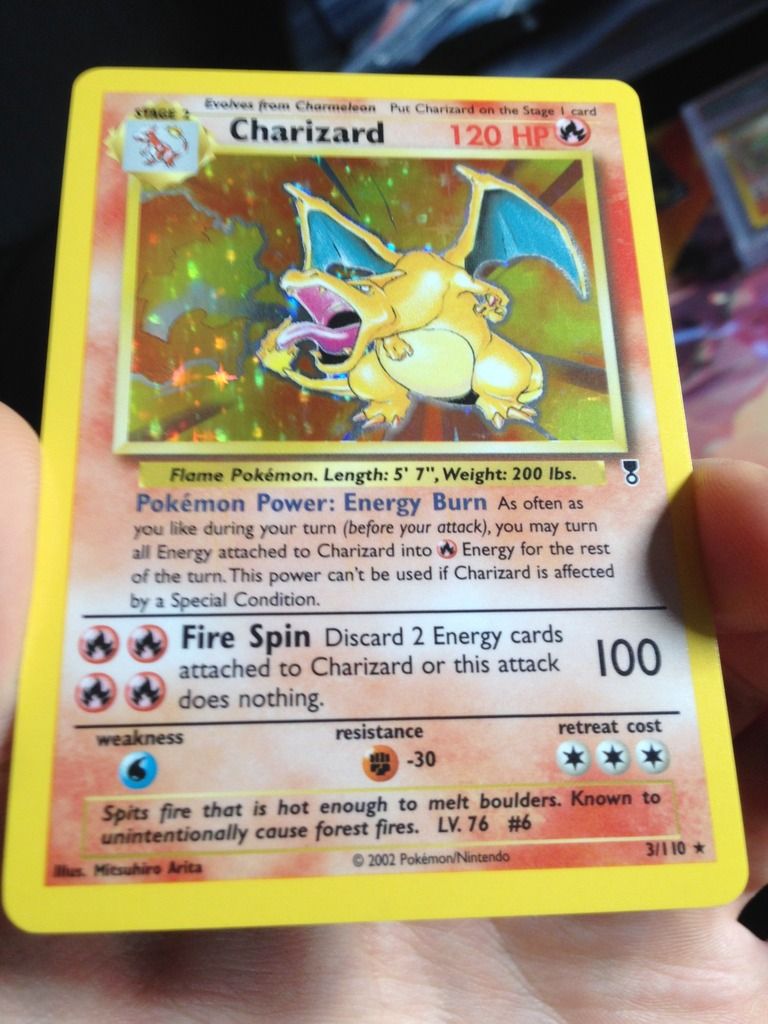 Evolves from Charmeleon Put Charizard on the Stage 1 card
STAGE 2
Charizard 120 HP
Flame Pokémon. Length: 5' 7", Weight: 200 lbs.
Pokémon Power: Energy Burn As often as
you like during your turn (before your attack), you may turn
all Energy attached to Charizard into Energy for the rest
of the turn. This power can't be used if Charizard is affected
by a Special Condition.
Fire Spin Discard 2 Energy cards
attached to Charizard or this attack
does nothing.
100
weakness
resistance
retreat cost
-30
Spits fire that is hot enough to melt boulders. Known to
unintentionally cause forest fires. LV. 76 #6
Illus. Mitsuhiro Arita
© 2002 Pokémon/Nintendo
3/110 ★